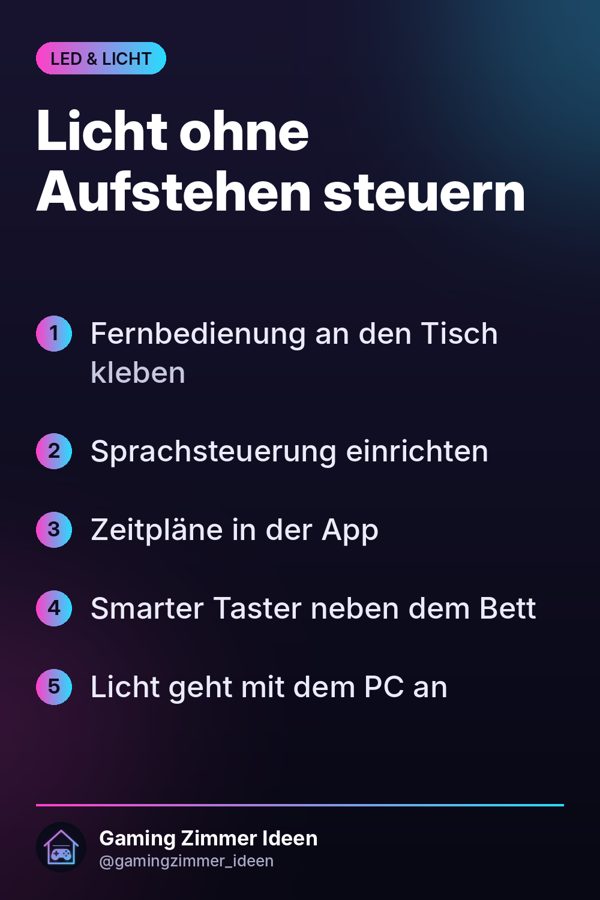 LED & LICHT
Licht ohne
Aufstehen steuern
1 Fernbedienung an den Tisch
kleben
2 Sprachsteuerung einrichten
3 Zeitpläne in der App
4 Smarter Taster neben dem Bett
5 Licht geht mit dem PC an
Gaming Zimmer Ideen
@gamingzimmer_ideen